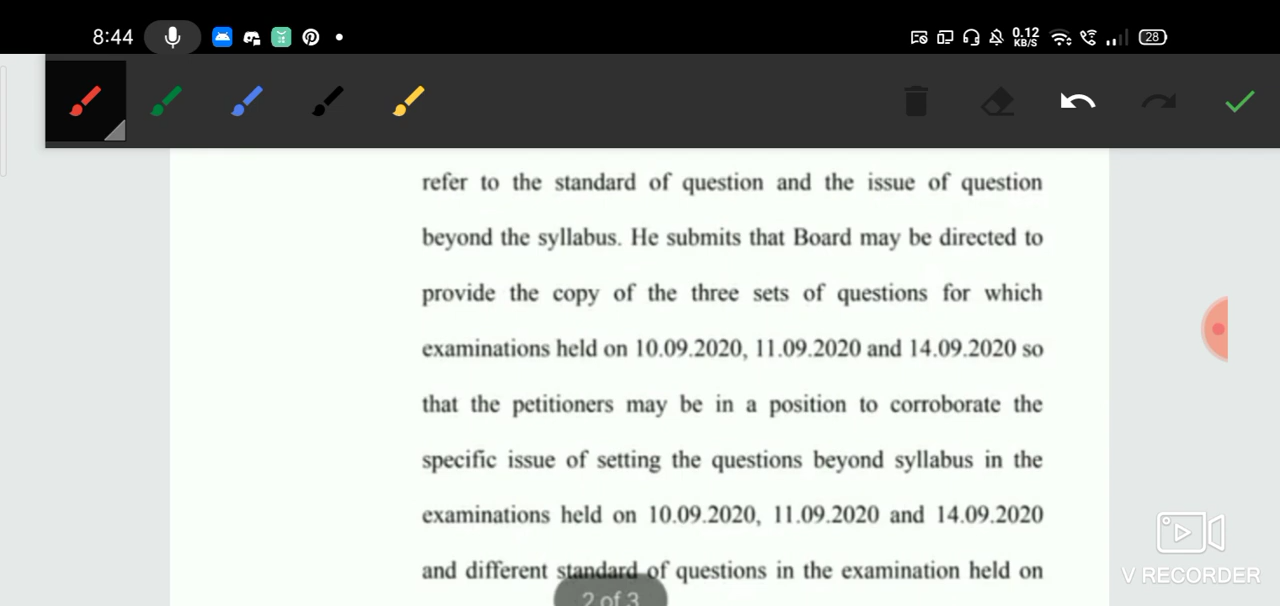 8:44
0.12
KB/S
28
refer to the standard of question and the issue of question
beyond the syllabus. He submits that Board may be directed to
provide the copy of the three sets of questions for which
examinations held on 10.09.2020, 11.09.2020 and 14.09.2020 so
that the petitioners may be in a position to corroborate the
specific issue of setting the questions beyond syllabus in the
examinations held on 10.09.2020, 11.09.2020 and 14.09.2020
and different standard of questions in the examination held on
2 of 3
V RECORDER